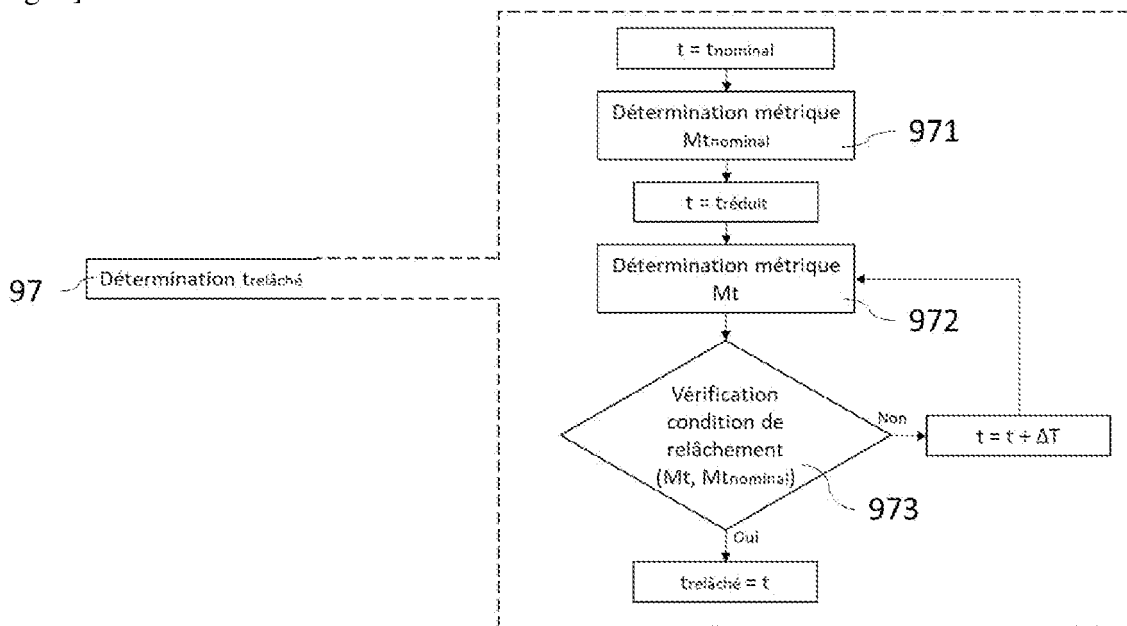 t = tnominal
Détermination métrique
Mtnominal
971
t = tréduit
Détermination métrique
Mt
972
97
Détermination trelâché
Vérification
condition de
relâchement
(Mt, Mtnominal)
973
Non
t = t + ΔT
Oui
trelâché = t